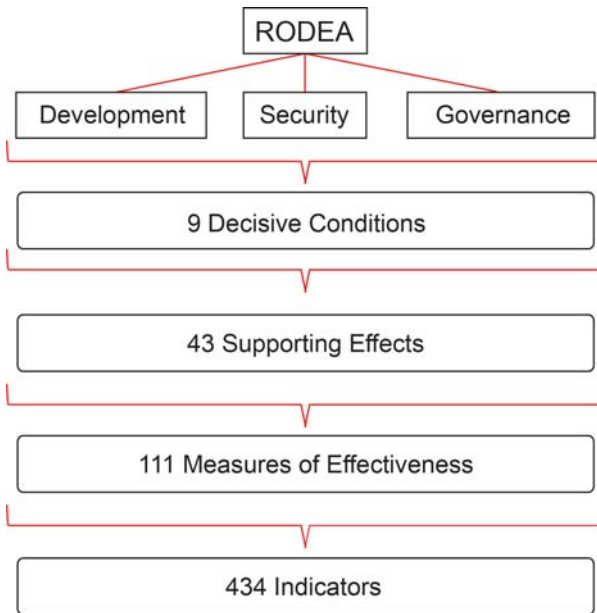 RODEA
Development Security Governance
9 Decisive Conditions
43 Supporting Effects
111 Measures of Effectiveness
434 Indicators